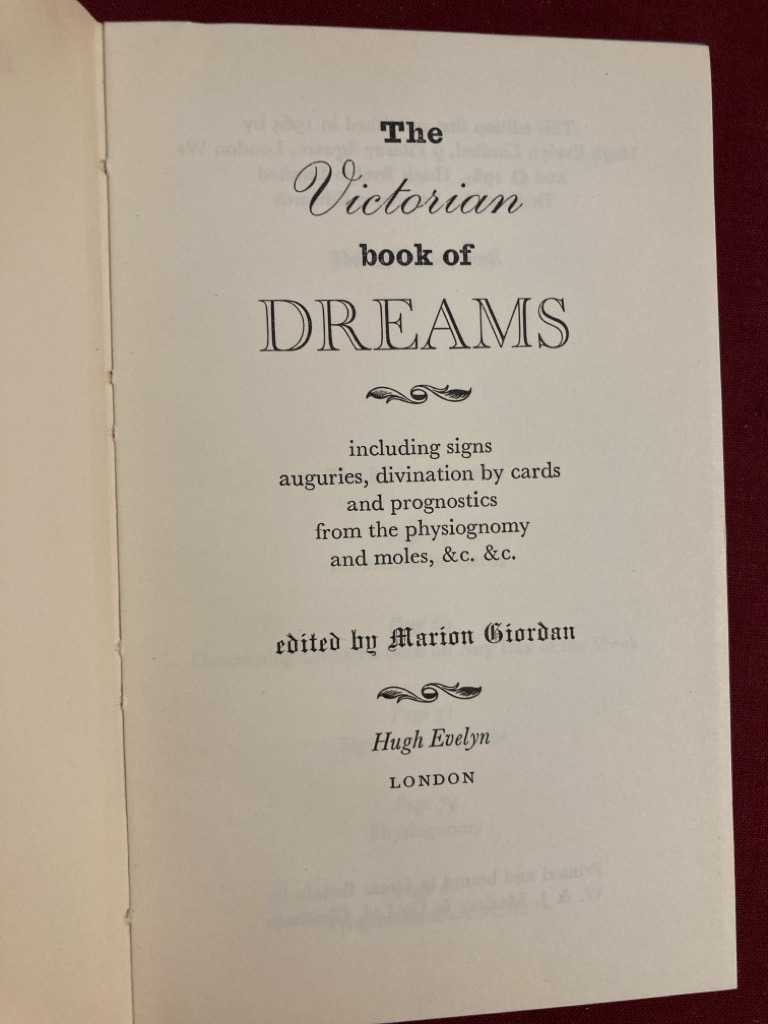 The
Victorian
book of
DREAMS
including signs
auguries, divination by cards
and prognostics
from the physiognomy
and moles, &c. &c.
edited by Marion Giordan
Hugh Evelyn
LONDON